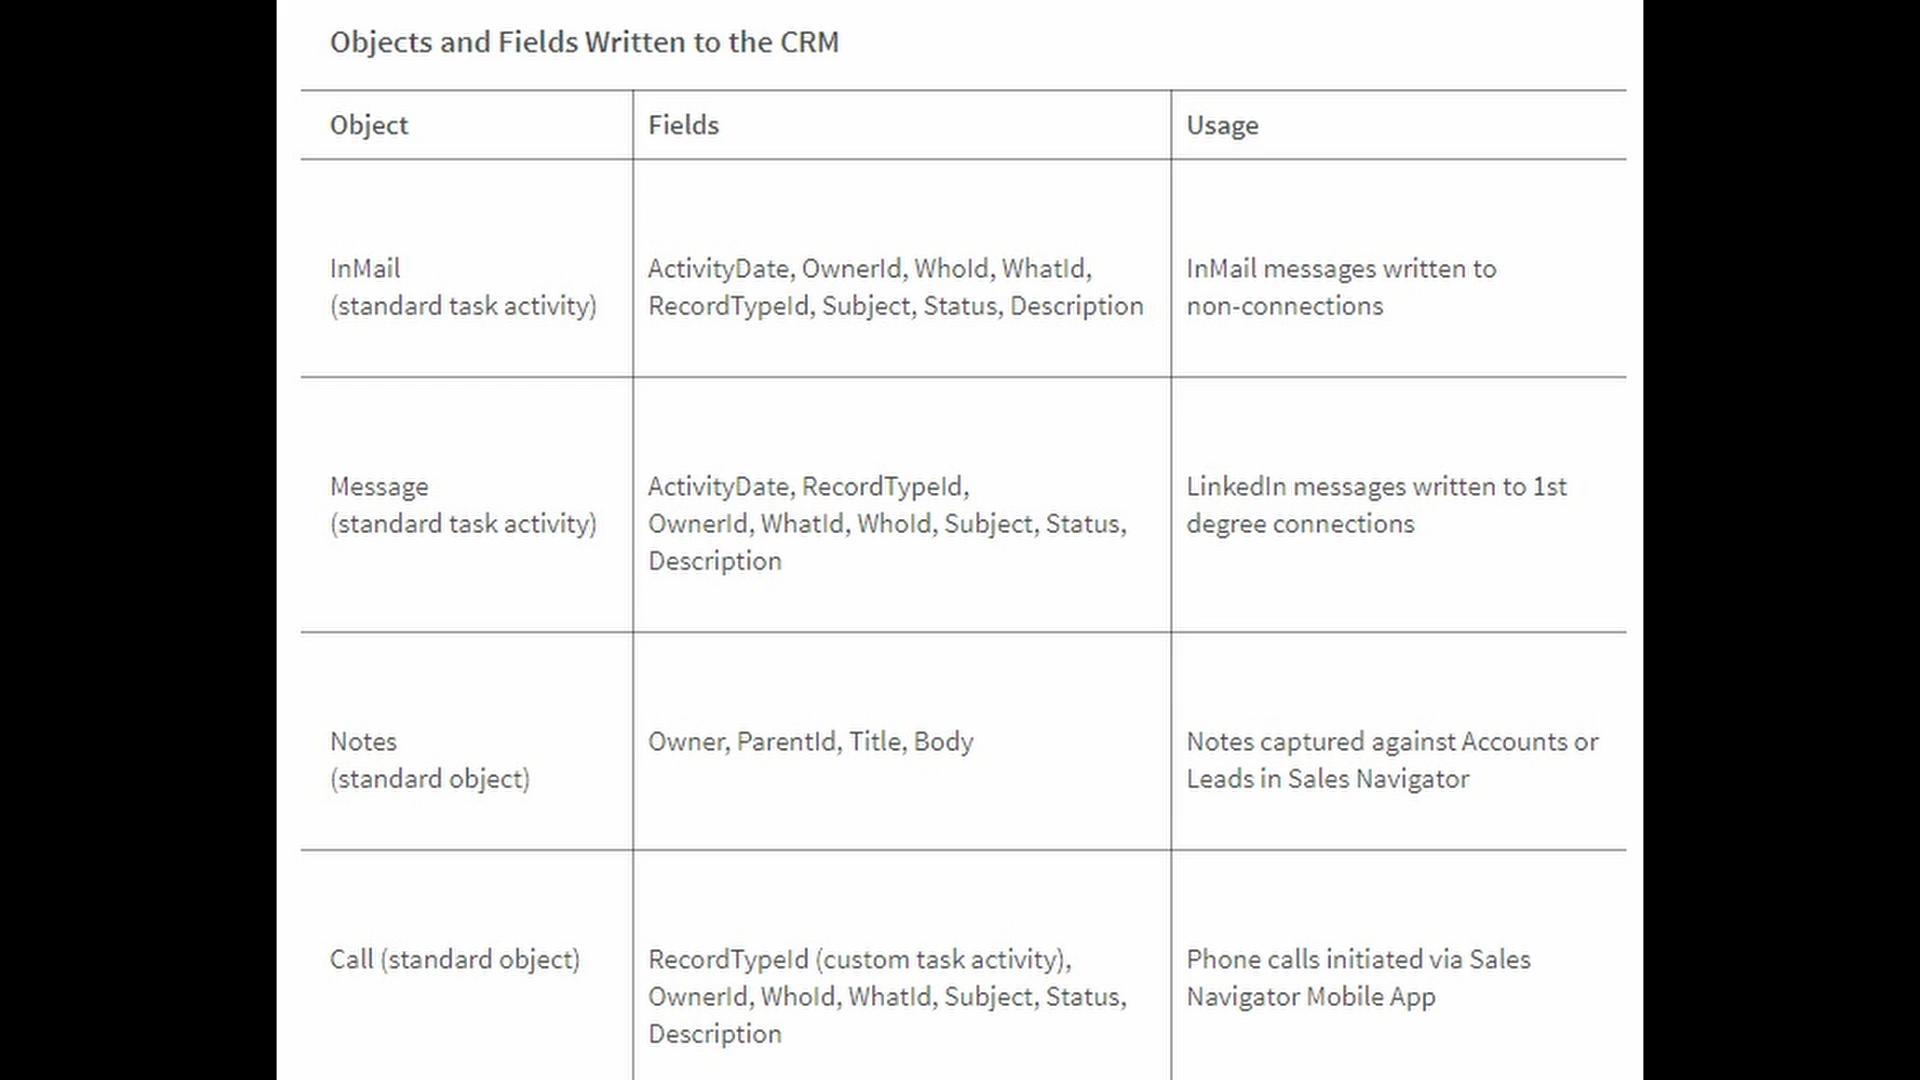 Objects and Fields Written to the CRM
Object
Fields
Usage
InMail
(standard task activity)
ActivityDate, OwnerId, WhoId, WhatId,
RecordTypeId, Subject, Status, Description
InMail messages written to
non-connections
Message
(standard task activity)
ActivityDate, RecordTypeId,
OwnerId, WhatId, WhoId, Subject, Status,
Description
LinkedIn messages written to 1st
degree connections
Notes
(standard object)
Owner, ParentId, Title, Body
Notes captured against Accounts or
Leads in Sales Navigator
Call (standard object)
RecordTypeId (custom task activity),
OwnerId, WhoId, WhatId, Subject, Status,
Description
Phone calls initiated via Sales
Navigator Mobile App